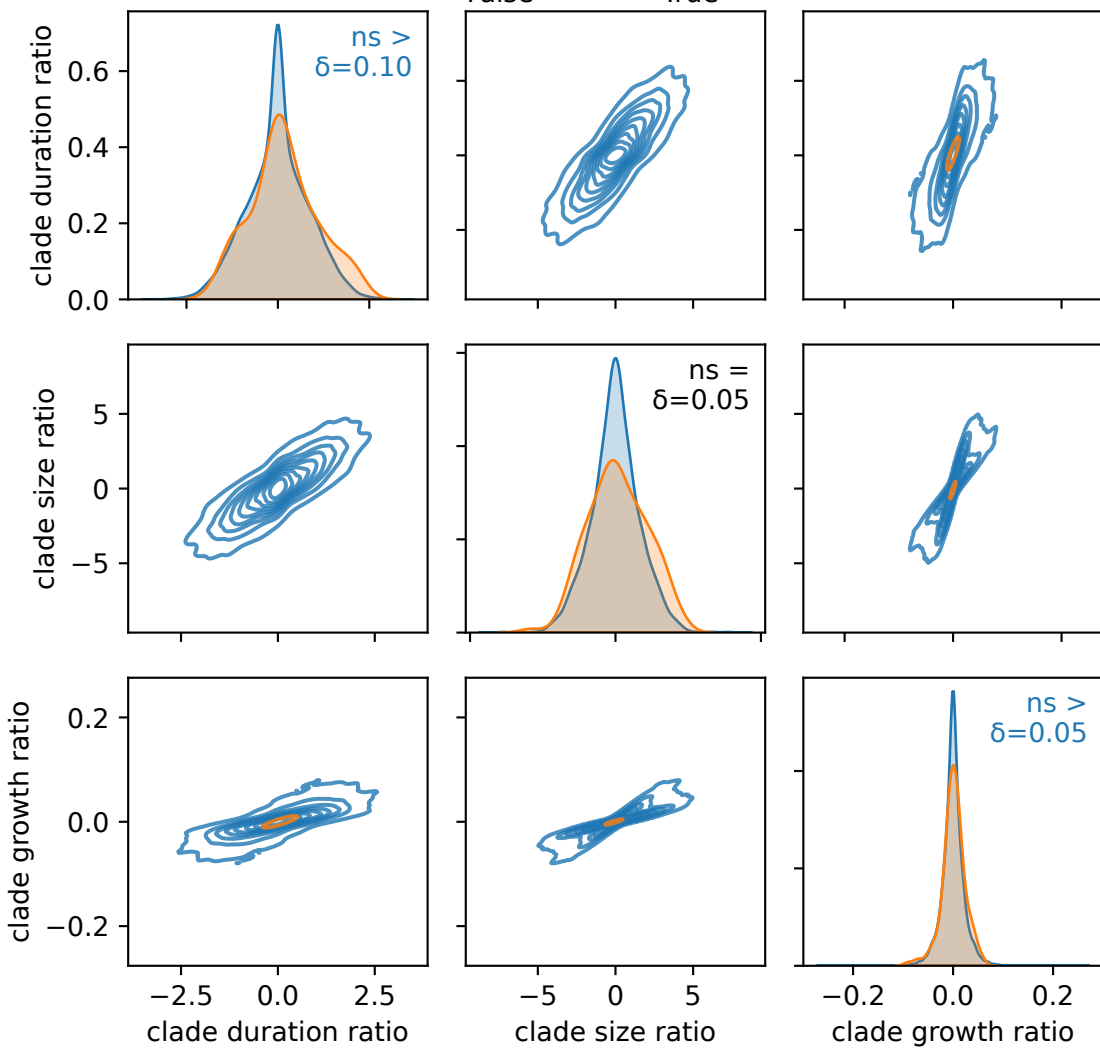 ns >
δ=0.10
clade duration ratio
0.6
0.4
0.2
0.0
ns =
δ=0.05
clade size ratio
5
0
−5
ns >
δ=0.05
clade growth ratio
0.2
0.0
−0.2
−2.5 0.0 2.5
−5 0 5
−0.2 0.0 0.2
clade duration ratio
clade size ratio
clade growth ratio